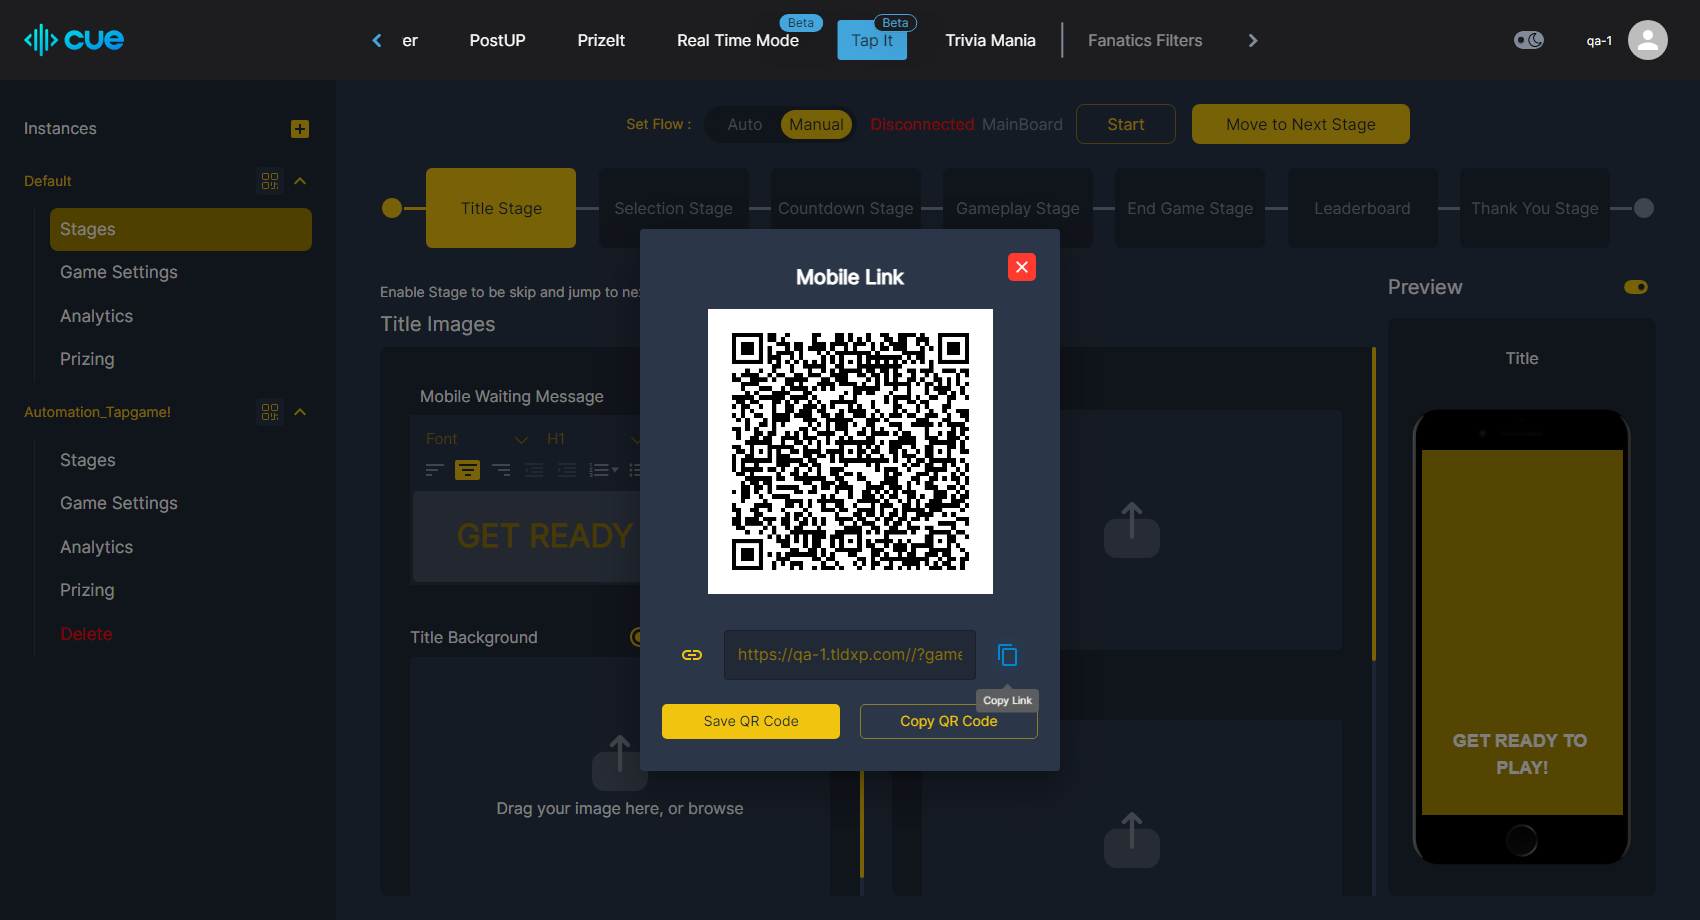 cue
er
PostUP
PrizeIt
Real Time Mode
Beta
Tap It
Beta
Trivia Mania
Fanatics Filters
qa-1
Instances
Default
Stages
Game Settings
Analytics
Prizing
Automation_Tapgame!
Stages
Game Settings
Analytics
Prizing
Delete
Set Flow :
Auto
Manual
Disconnected MainBoard
Start
Move to Next Stage
Title Stage
Selection Stage
Countdown Stage
Gameplay Stage
End Game Stage
Leaderboard
Thank You Stage
Enable Stage to be skip and jump to ne
Title Images
Mobile Waiting Message
Font
H1
GET READY
Title Background
Drag your image here, or browse
Mobile Link
https://qa-1.tldxp.com//?game
Copy Link
Save QR Code
Copy QR Code
Preview
Title
GET READY TO
PLAY!